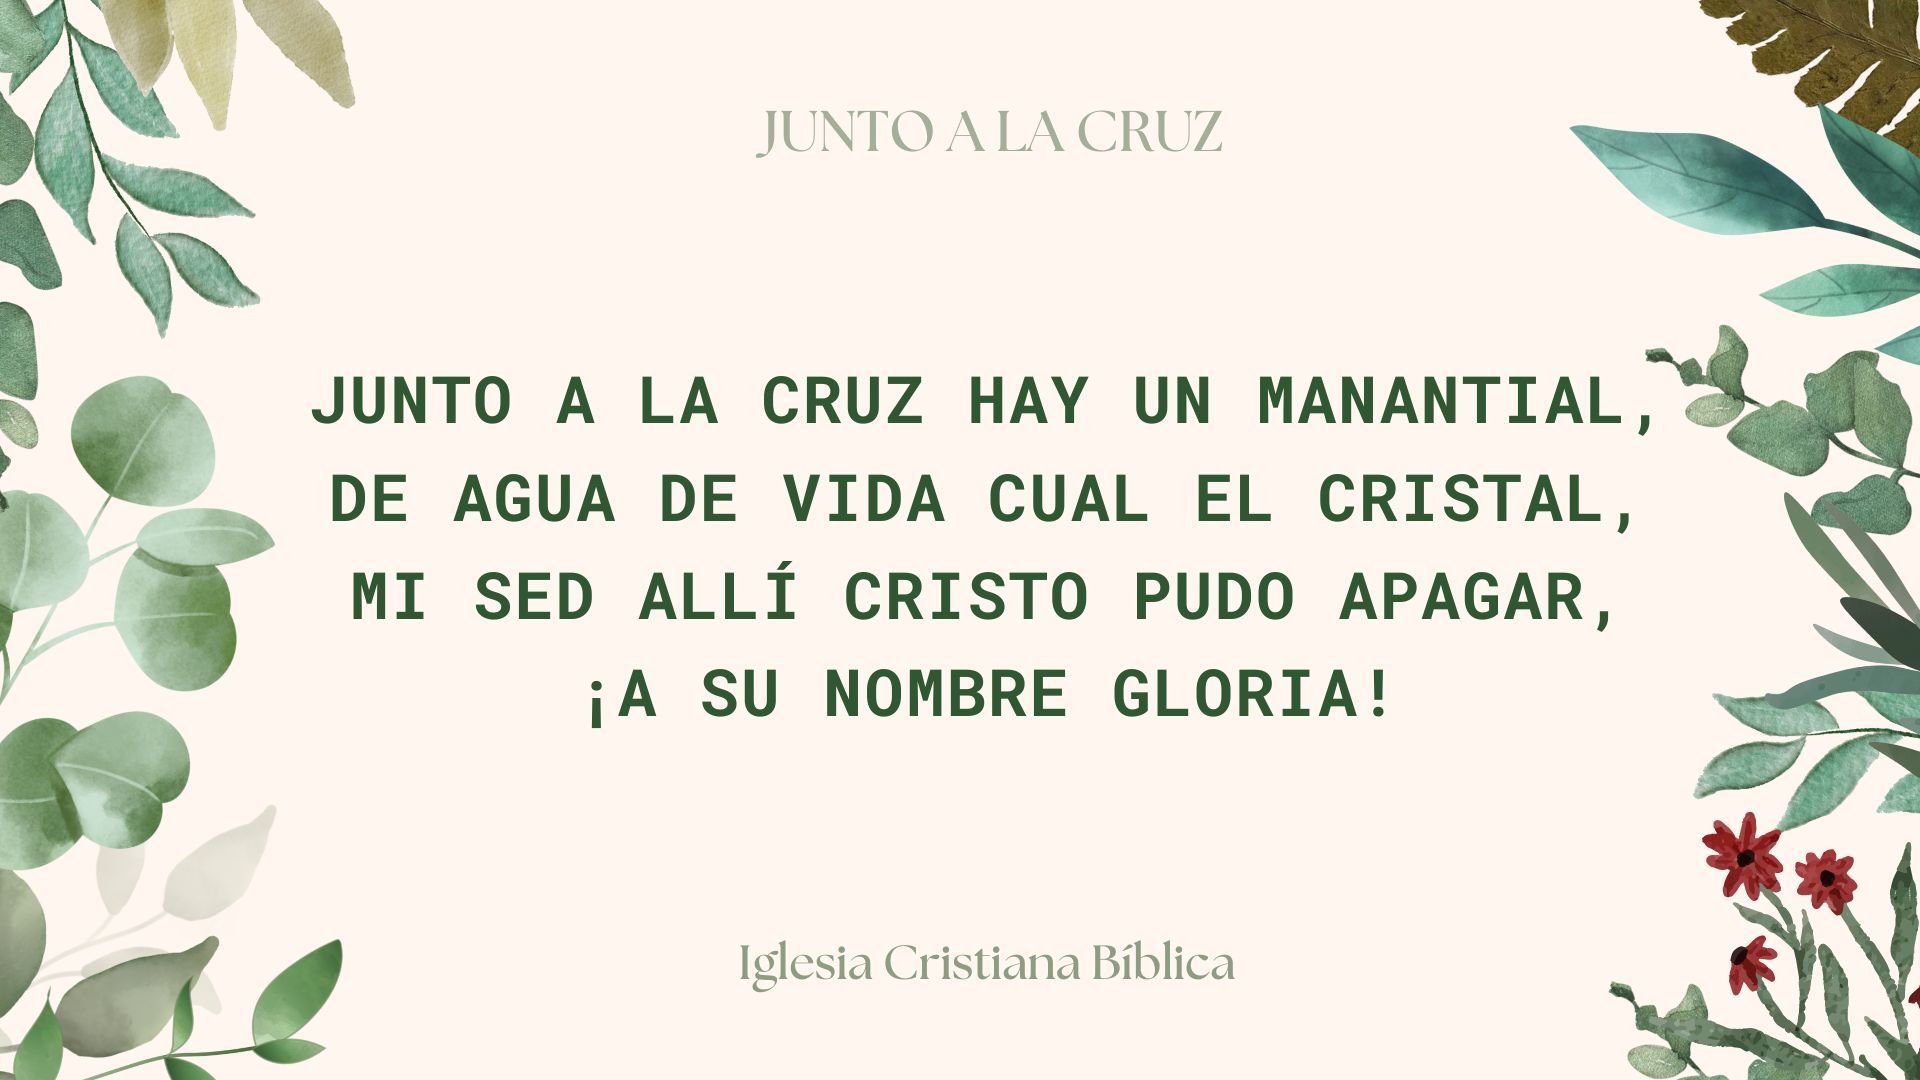 JUNTO A LA CRUZ
JUNTO A LA CRUZ HAY UN MANANTIAL,
DE AGUA DE VIDA CUAL EL CRISTAL,
MI SED ALLÍ CRISTO PUDO APAGAR,
¡A SU NOMBRE GLORIA!
Iglesia Cristiana Bíblica